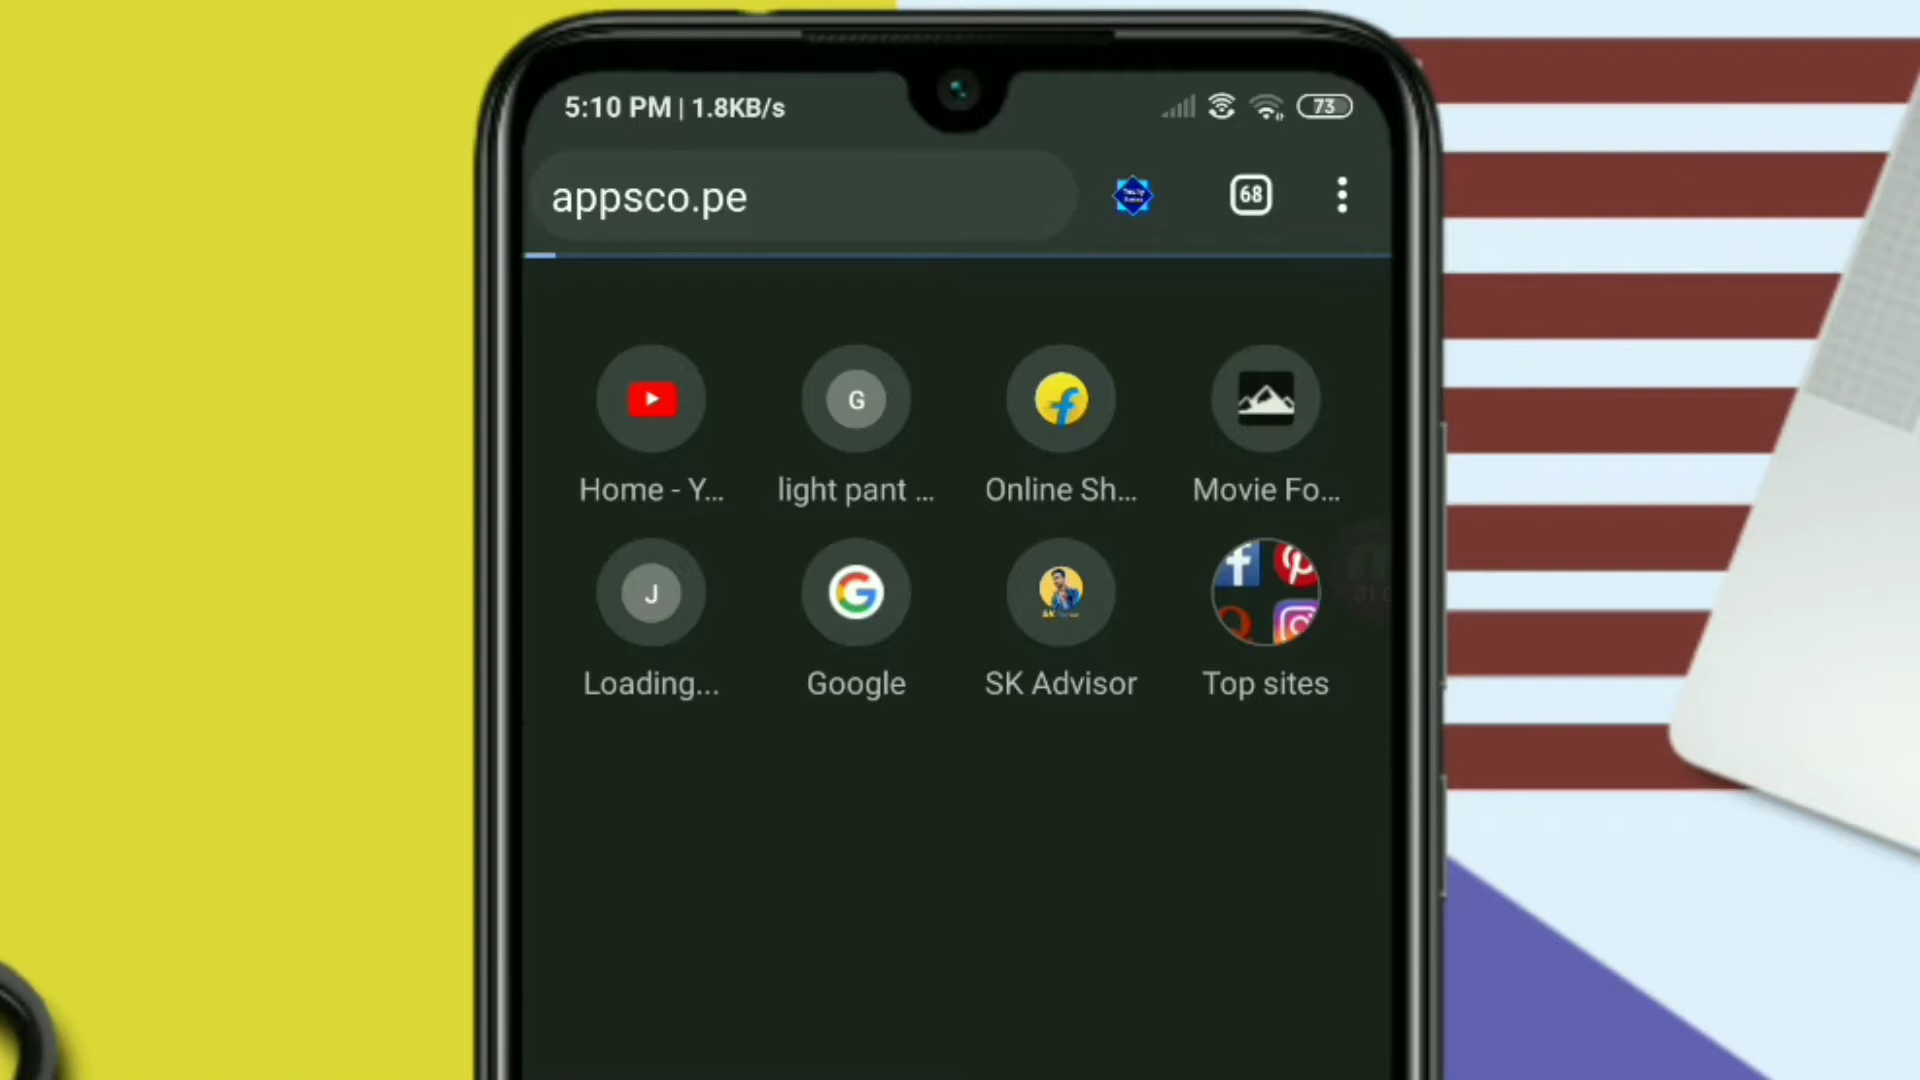 5:10 PM | 1.8KB/s
73
appsco.pe
68
G
Home - Y...
light pant ...
Online Sh...
Movie Fo...
J
Loading...
Google
SK Advisor
Top sites